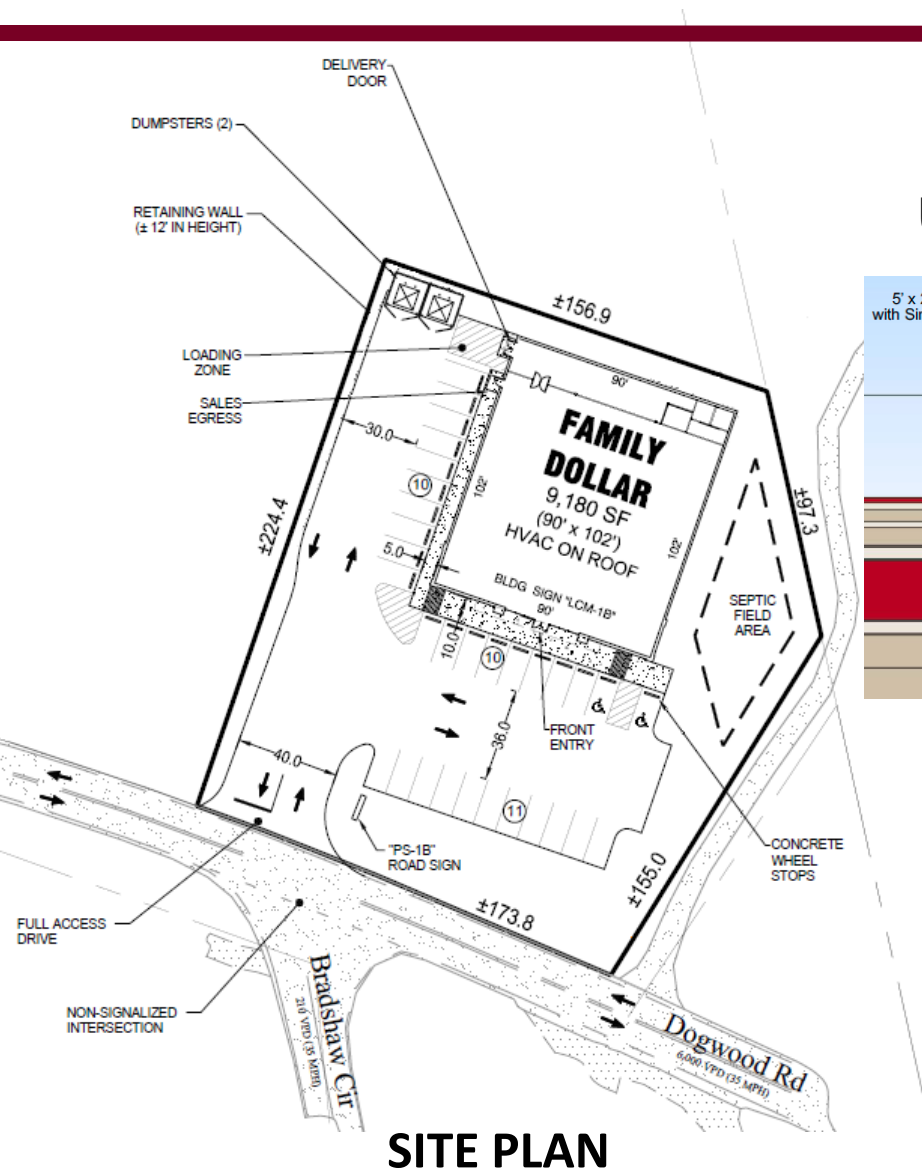 DELIVERY
DOOR
DUMPSTERS (2)
RETAINING WALL
(± 12' IN HEIGHT)
±156.9
5' x
with
LOADING
ZONE
90'
SALES
EGRESS
FAMILY
DOLLAR
9,180 SF
(90' x 102')
HVAC ON ROOF
30.0
10
102'
102'
±97.3
±224.4
5.0
BLDG SIGN "LCM-1B"
90'
SEPTIC
FIELD
AREA
10.0
10
36.0
FRONT
ENTRY
40.0
11
"PS-1B"
ROAD SIGN
CONCRETE
WHEEL
STOPS
±155.0
±173.8
FULL ACCESS
DRIVE
NON-SIGNALIZED
INTERSECTION
Bradshaw Cir
210 VPD (35 MPH)
Dogwood Rd
6,000 VPD (35 MPH)
SITE PLAN